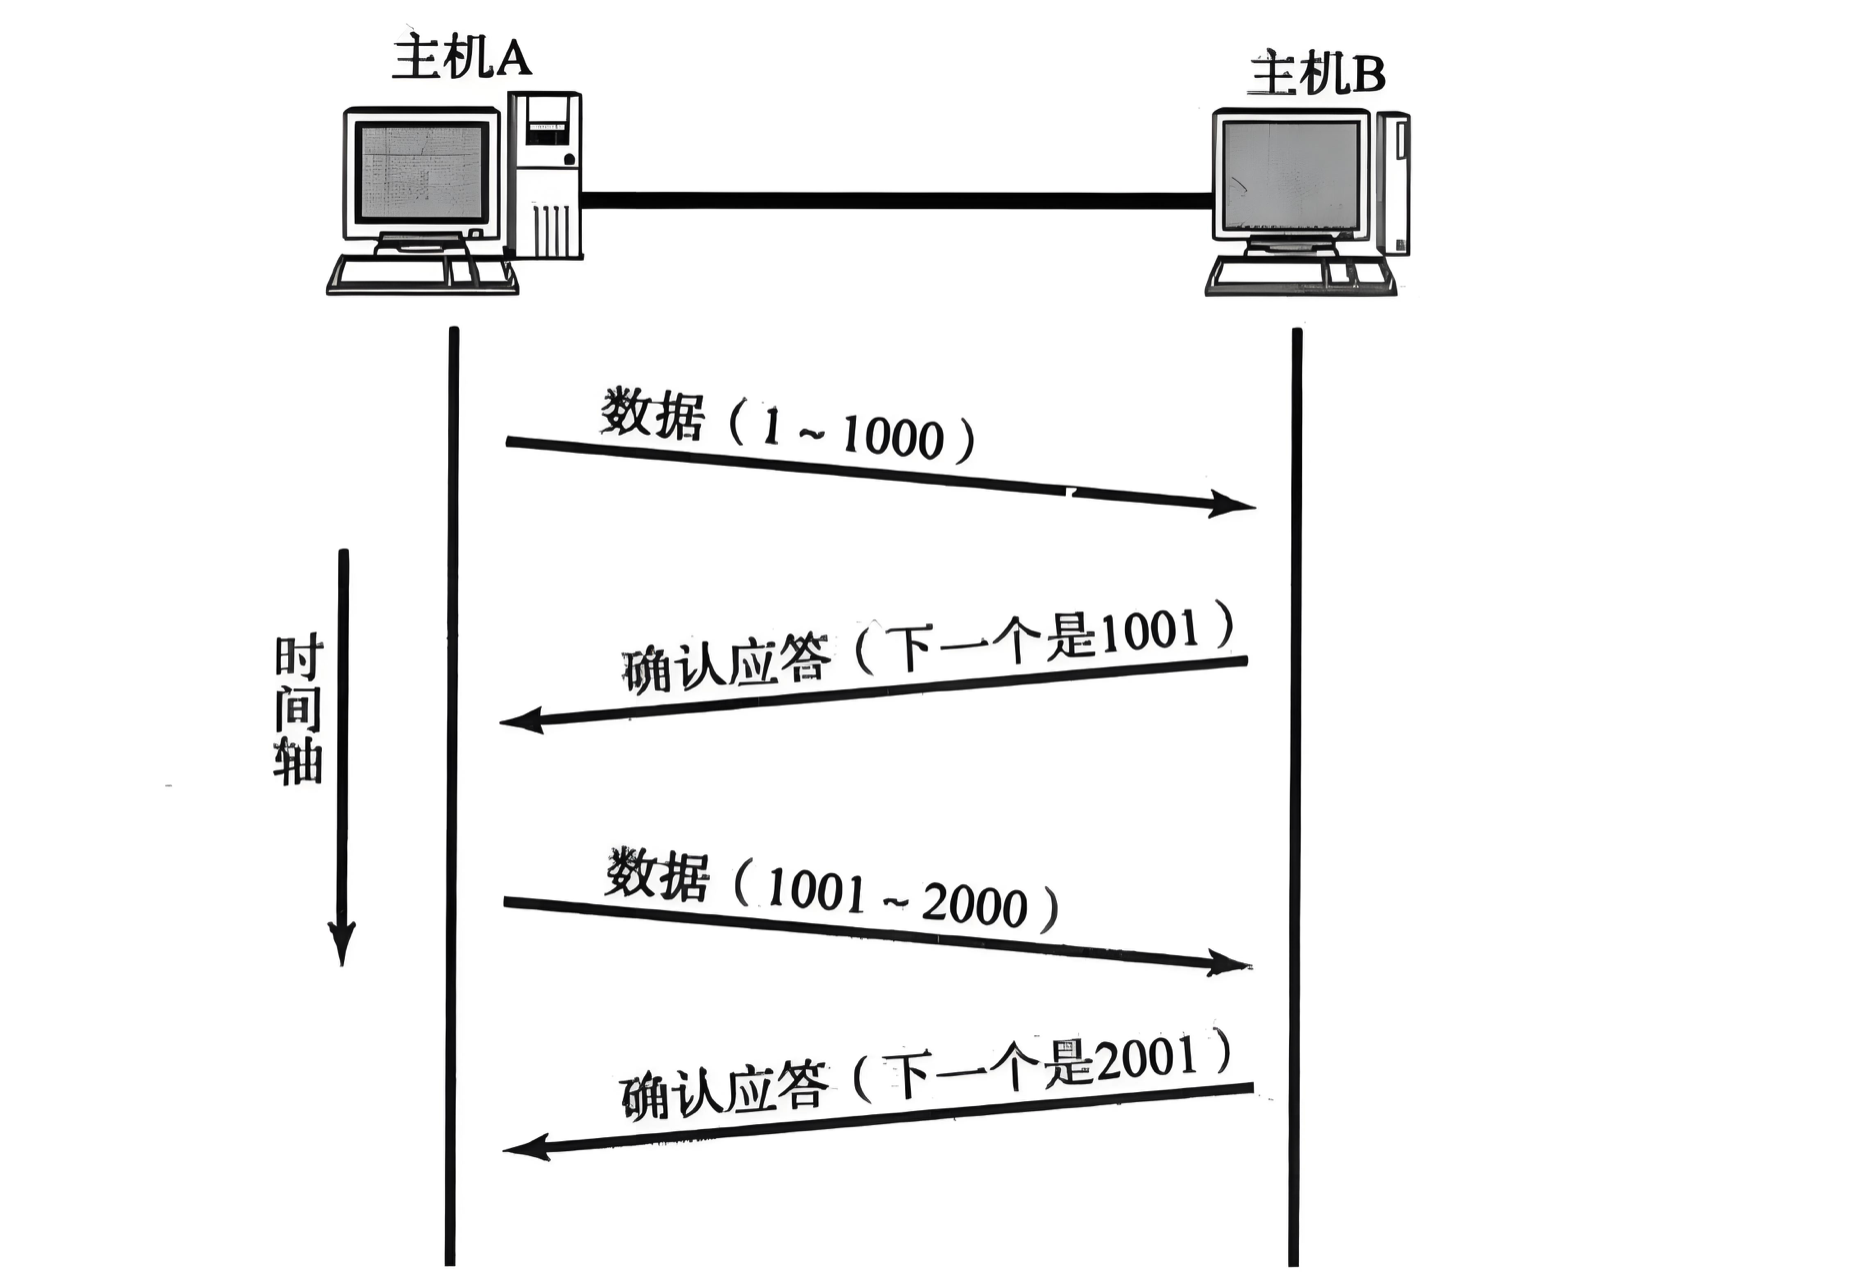 主机A
主机B
数据（1～1000）
确认应答（下一个是1001）
时间轴
数据（1001～2000）
确认应答（下一个是2001）